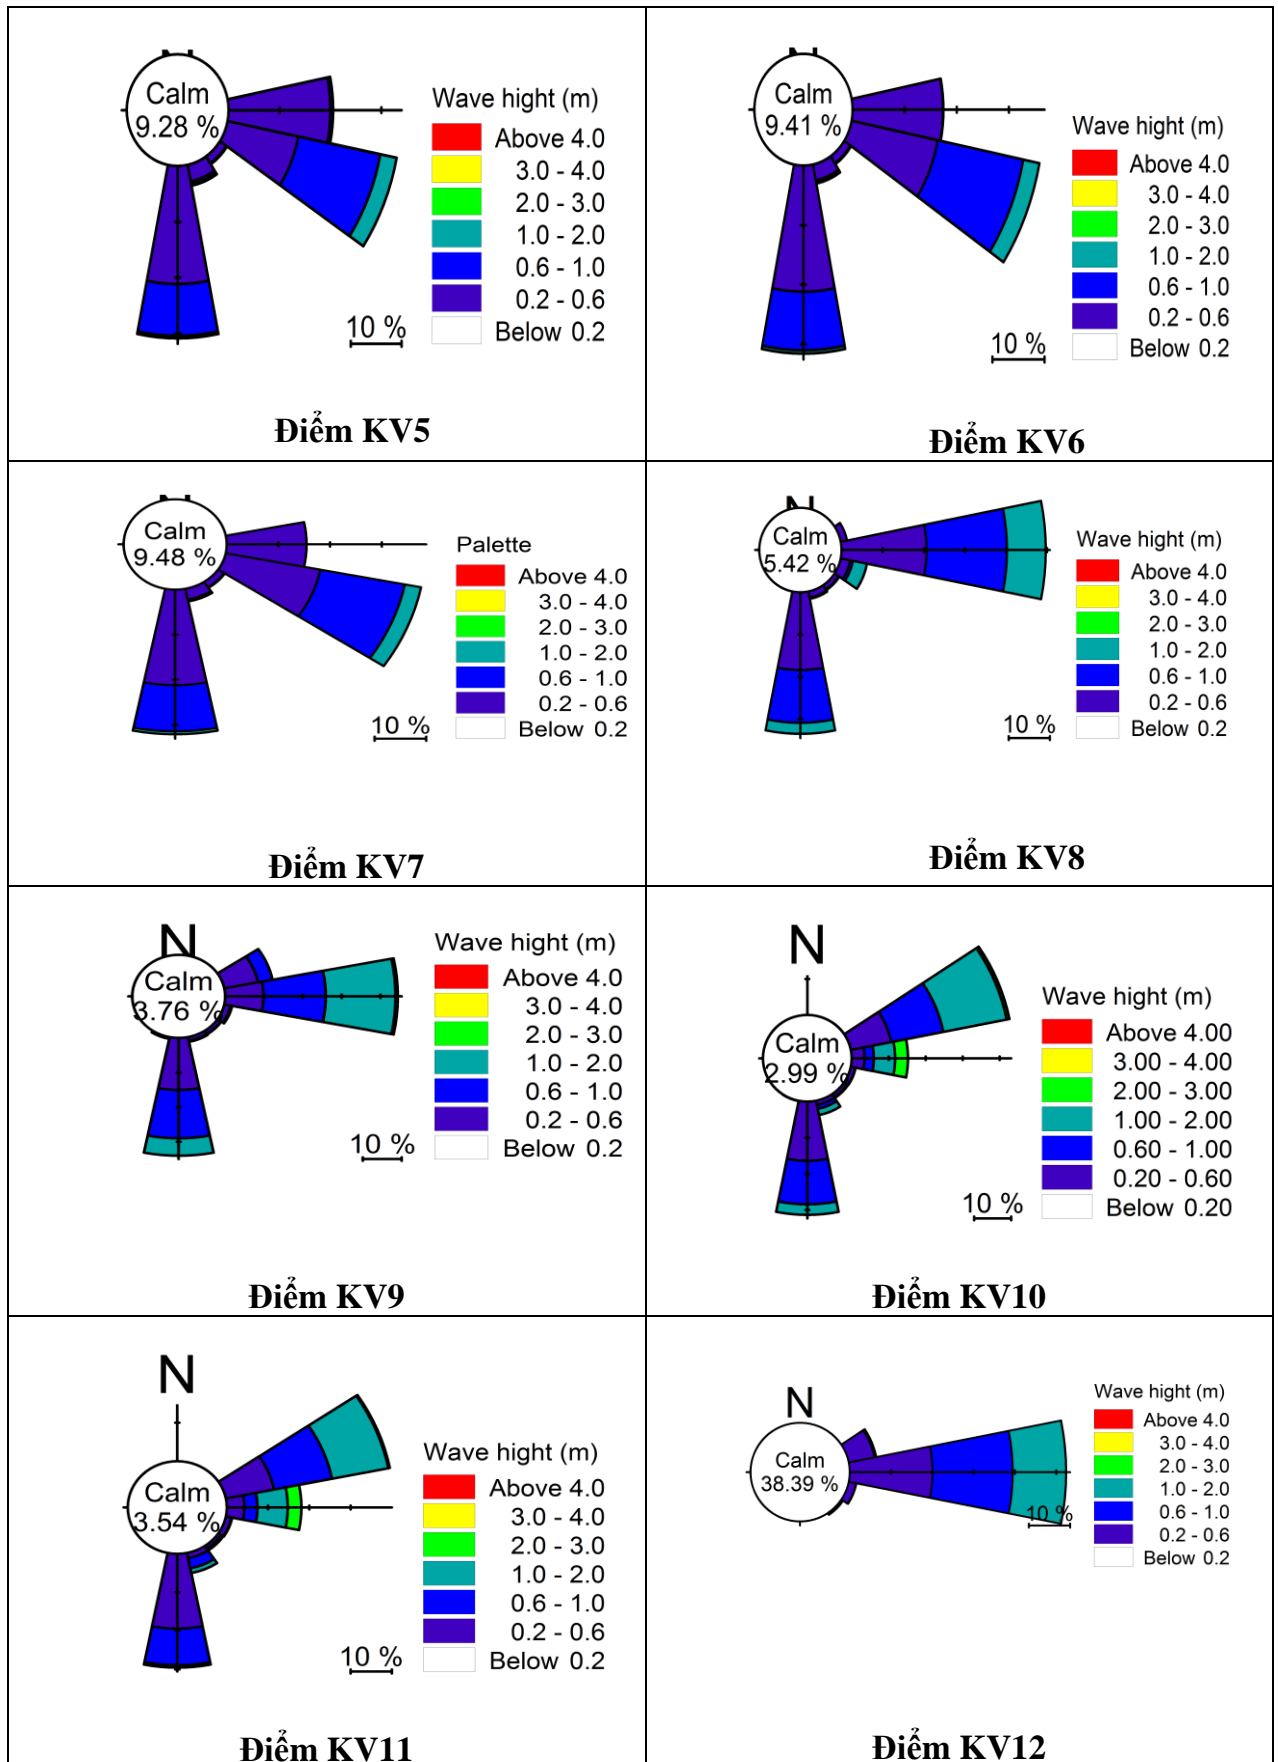 N
Calm
9.28 %
Wave hight (m)
Above 4.0
3.0 - 4.0
2.0 - 3.0
1.0 - 2.0
0.6 - 1.0
0.2 - 0.6
Below 0.2
10 %
Điểm KV5
N
Calm
9.41 %
Wave hight (m)
Above 4.0
3.0 - 4.0
2.0 - 3.0
1.0 - 2.0
0.6 - 1.0
0.2 - 0.6
Below 0.2
10 %
Điểm KV6
N
Calm
9.48 %
Palette
Above 4.0
3.0 - 4.0
2.0 - 3.0
1.0 - 2.0
0.6 - 1.0
0.2 - 0.6
Below 0.2
10 %
Điểm KV7
N
Calm
5.42 %
Wave hight (m)
Above 4.0
3.0 - 4.0
2.0 - 3.0
1.0 - 2.0
0.6 - 1.0
0.2 - 0.6
Below 0.2
10 %
Điểm KV8
N
Calm
3.76 %
Wave hight (m)
Above 4.0
3.0 - 4.0
2.0 - 3.0
1.0 - 2.0
0.6 - 1.0
0.2 - 0.6
Below 0.2
10 %
Điểm KV9
N
Calm
2.99 %
Wave hight (m)
Above 4.00
3.00 - 4.00
2.00 - 3.00
1.00 - 2.00
0.60 - 1.00
0.20 - 0.60
Below 0.20
10 %
Điểm KV10
N
Calm
3.54 %
Wave hight (m)
Above 4.0
3.0 - 4.0
2.0 - 3.0
1.0 - 2.0
0.6 - 1.0
0.2 - 0.6
Below 0.2
10 %
Điểm KV11
N
Calm
38.39 %
Wave hight (m)
Above 4.0
3.0 - 4.0
2.0 - 3.0
1.0 - 2.0
0.6 - 1.0
0.2 - 0.6
Below 0.2
10 %
Điểm KV12